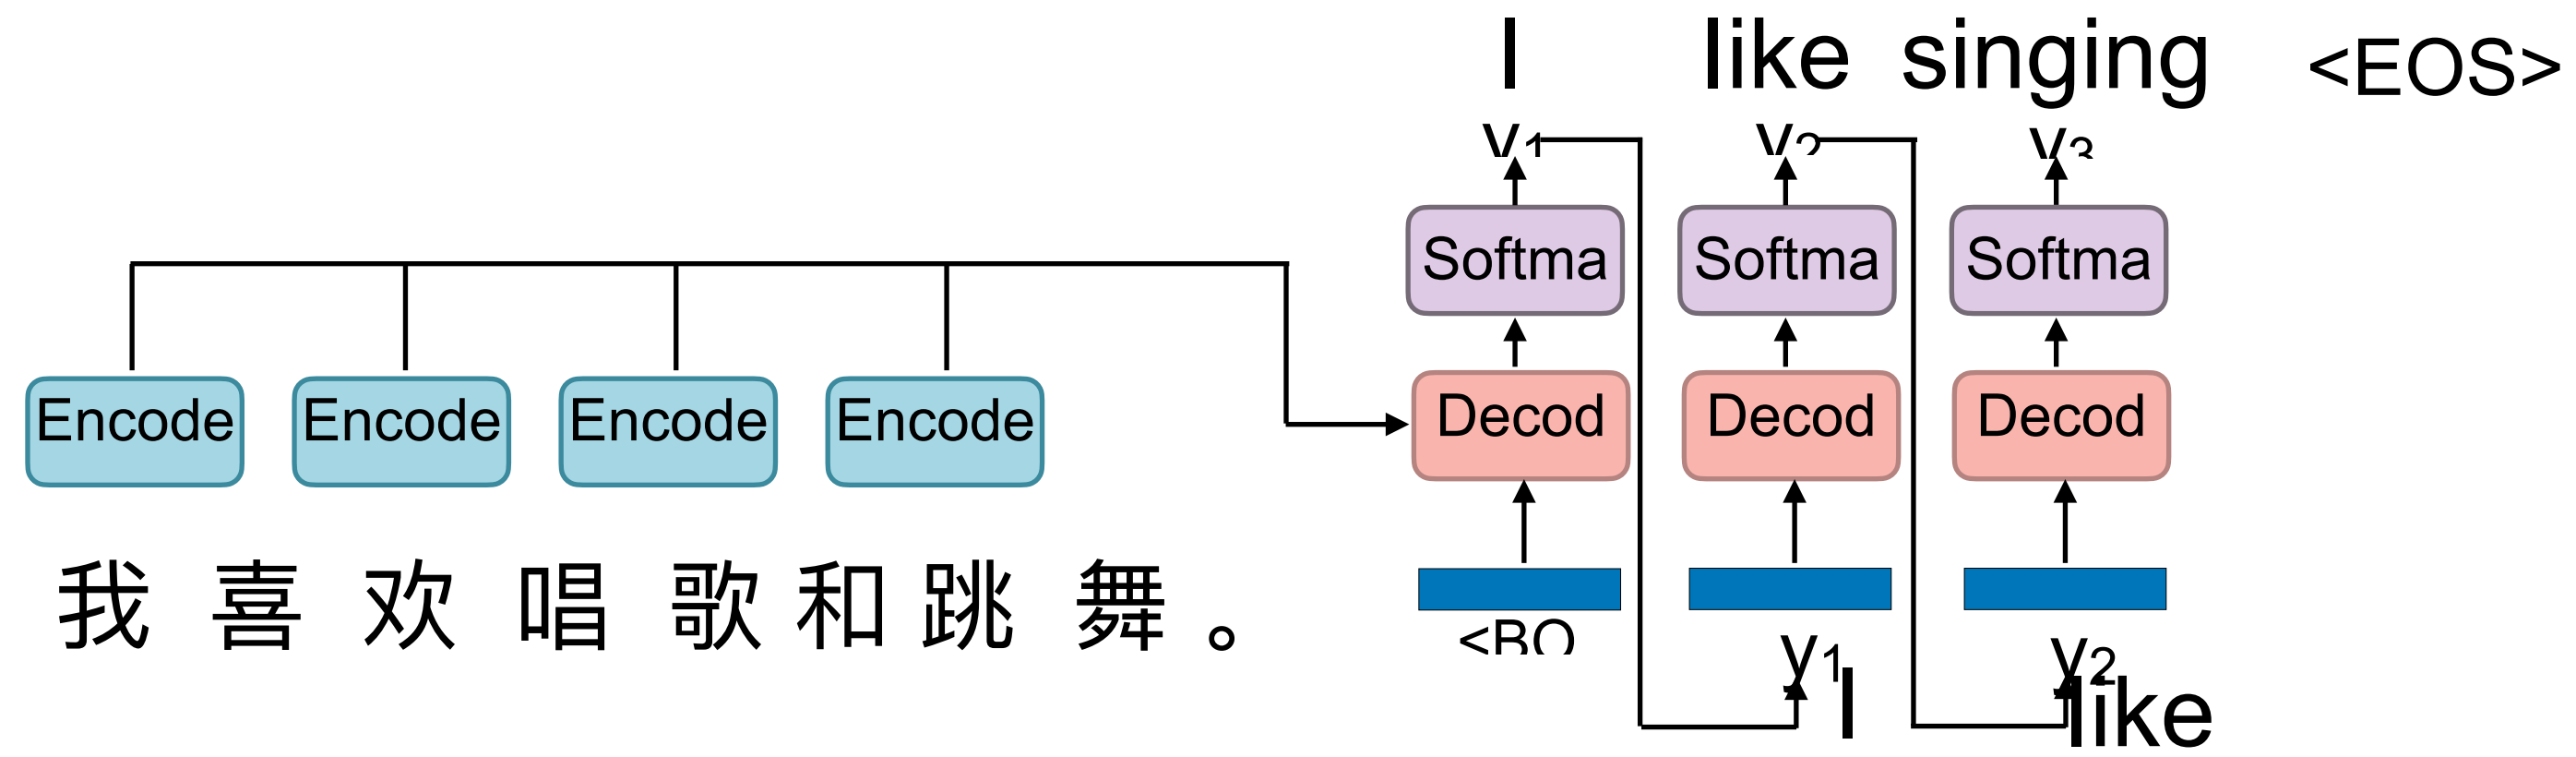 I like singing <EOS>
y1 y2 y3
Softma Softma Softma
Encode Encode Encode Encode Decod Decod Decod
我喜欢唱歌和跳舞。
<BO y1 y2
I like